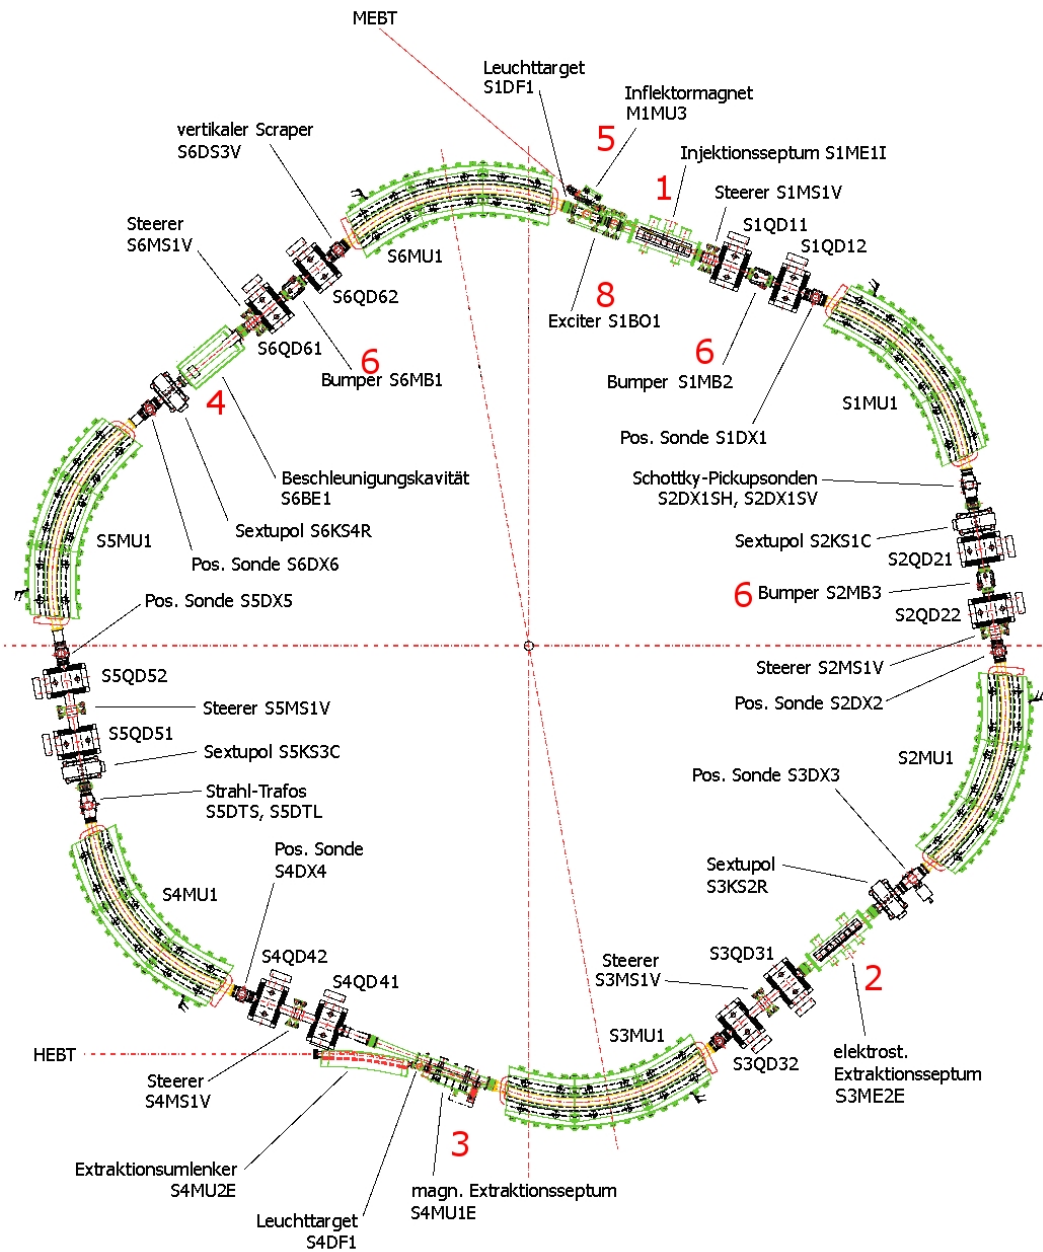 MEBT
Leuchttarget
S1DF1
Inflektormagnet
M1MU3
5
vertikaler Scraper
S6DS3V
Injektionsseptum S1ME1I
1
Steerer S1MS1V
Steerer
S6MS1V
S1QD11
S1QD12
S6MU1
S6QD62
8
Exciter S1BO1
S6QD61
6
Bumper S6MB1
6
Bumper S1MB2
4
S1MU1
Pos. Sonde S1DX1
Beschleunigungskavität
S6BE1
Schottky-Pickupsonden
S2DX1SH, S2DX1SV
Sextupol S6KS4R
S5MU1
Sextupol S2KS1C
S2QD21
Pos. Sonde S6DX6
6
Bumper S2MB3
Pos. Sonde S5DX5
S2QD22
Steerer S2MS1V
S5QD52
Pos. Sonde S2DX2
Steerer S5MS1V
S5QD51
Sextupol S5KS3C
S2MU1
Pos. Sonde S3DX3
Strahl-Trafos
S5DTS, S5DTL
Pos. Sonde
S4DX4
Sextupol
S3KS2R
S4MU1
S4QD42
S4QD41
S3QD31
Steerer
S3MS1V
2
S3MU1
HEBT
S3QD32
elektrost.
Extraktionsseptum
S3ME2E
Steerer
S4MS1V
3
Extraktionsumlenker
S4MU2E
magn. Extraktionsseptum
S4MU1E
Leuchttarget
S4DF1